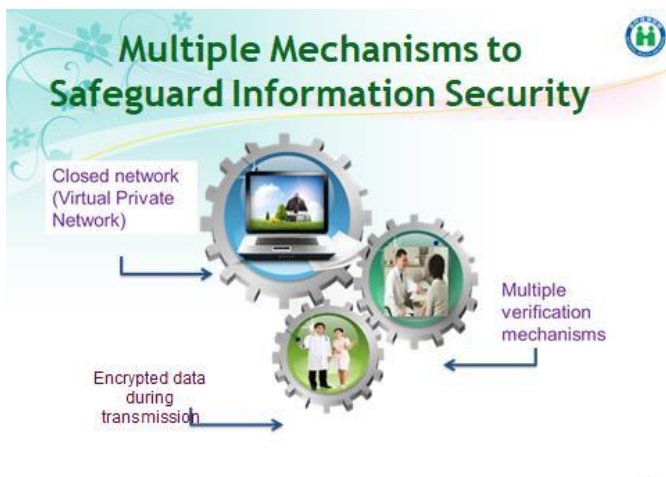 Multiple Mechanisms to
Safeguard Information Security
Closed network
(Virtual Private
Network)
Multiple
verification
mechanisms
Encrypted data
during
transmission